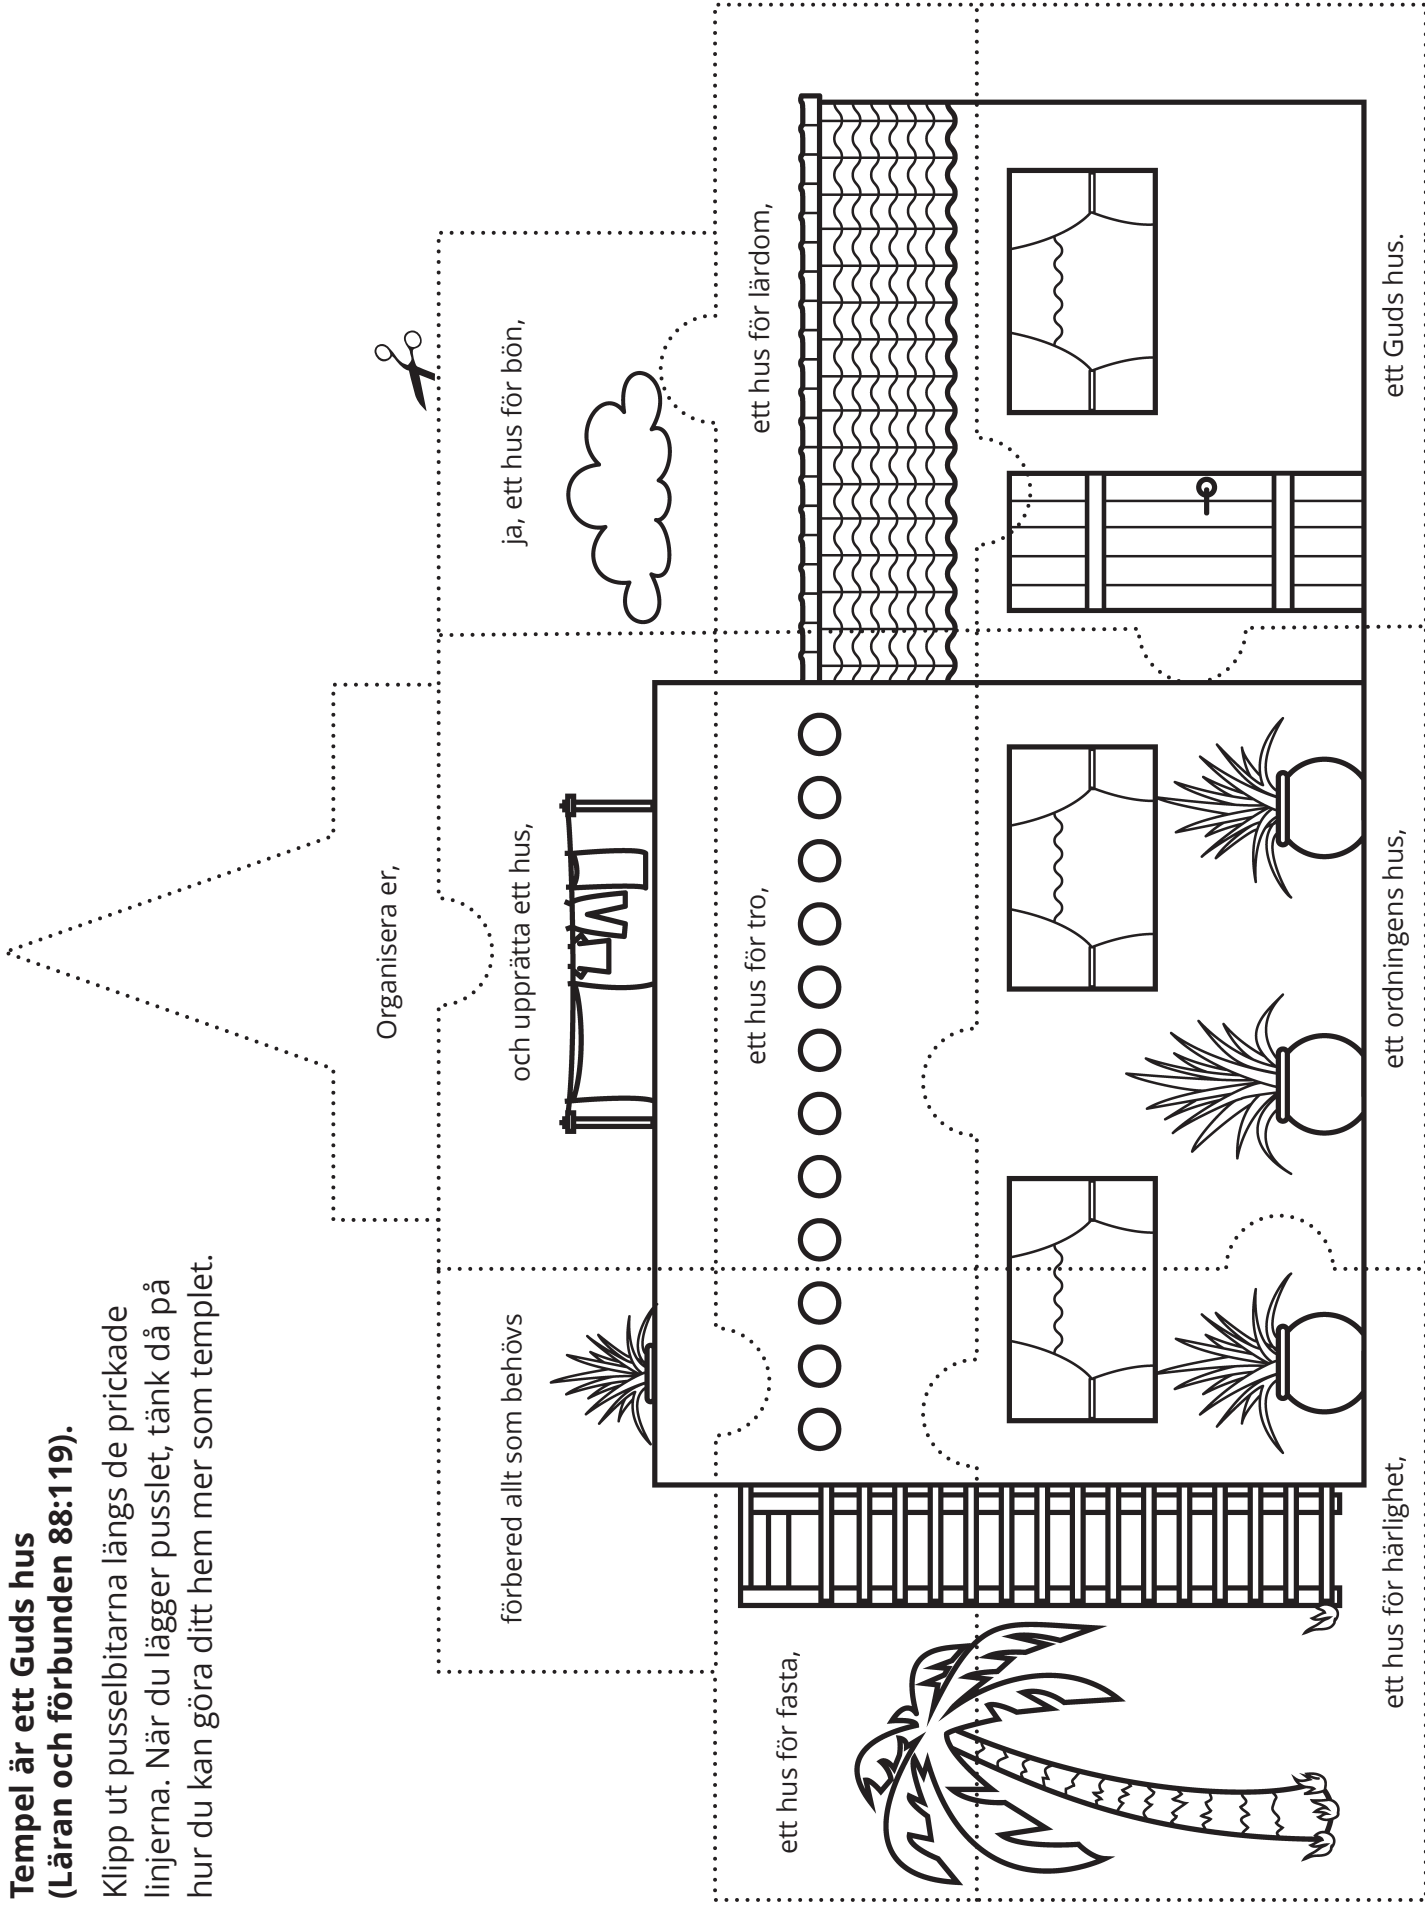 Tempel är ett Guds hus
(Läran och förbunden 88:119).
Klipp ut pusselbitarna längs de prickade
linjerna. När du lägger pusslet, tänk då på
hur du kan göra ditt hem mer som templet.
Organisera er,
förbered allt som behövs
och upprätta ett hus,
ja, ett hus för bön,
ett hus för fasta,
ett hus för tro,
ett hus för lärdom,
ett hus för härlighet,
ett ordningens hus,
ett Guds hus.